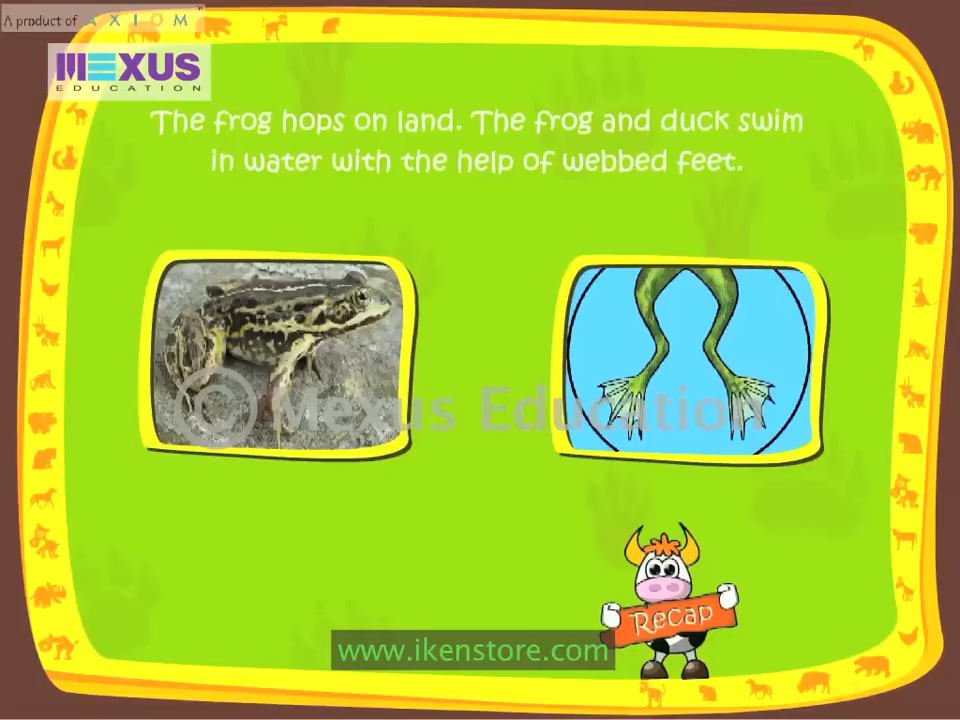 A product of AXIOM
MEXUS
EDUCATION
The frog hops on land. The frog and duck swim
in water with the help of webbed feet.
© Mexus Education
Recap
www.ikenstore.com